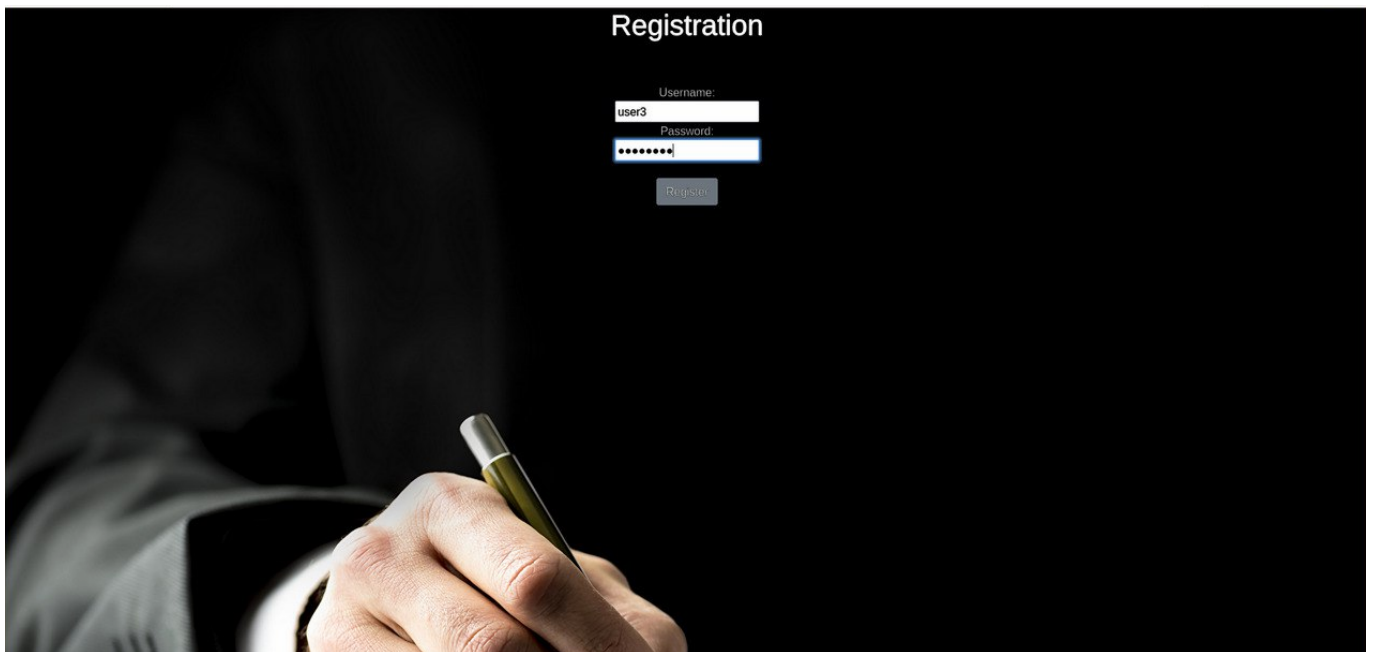 Registration
Username:
user3
Password:
••••••••
Register